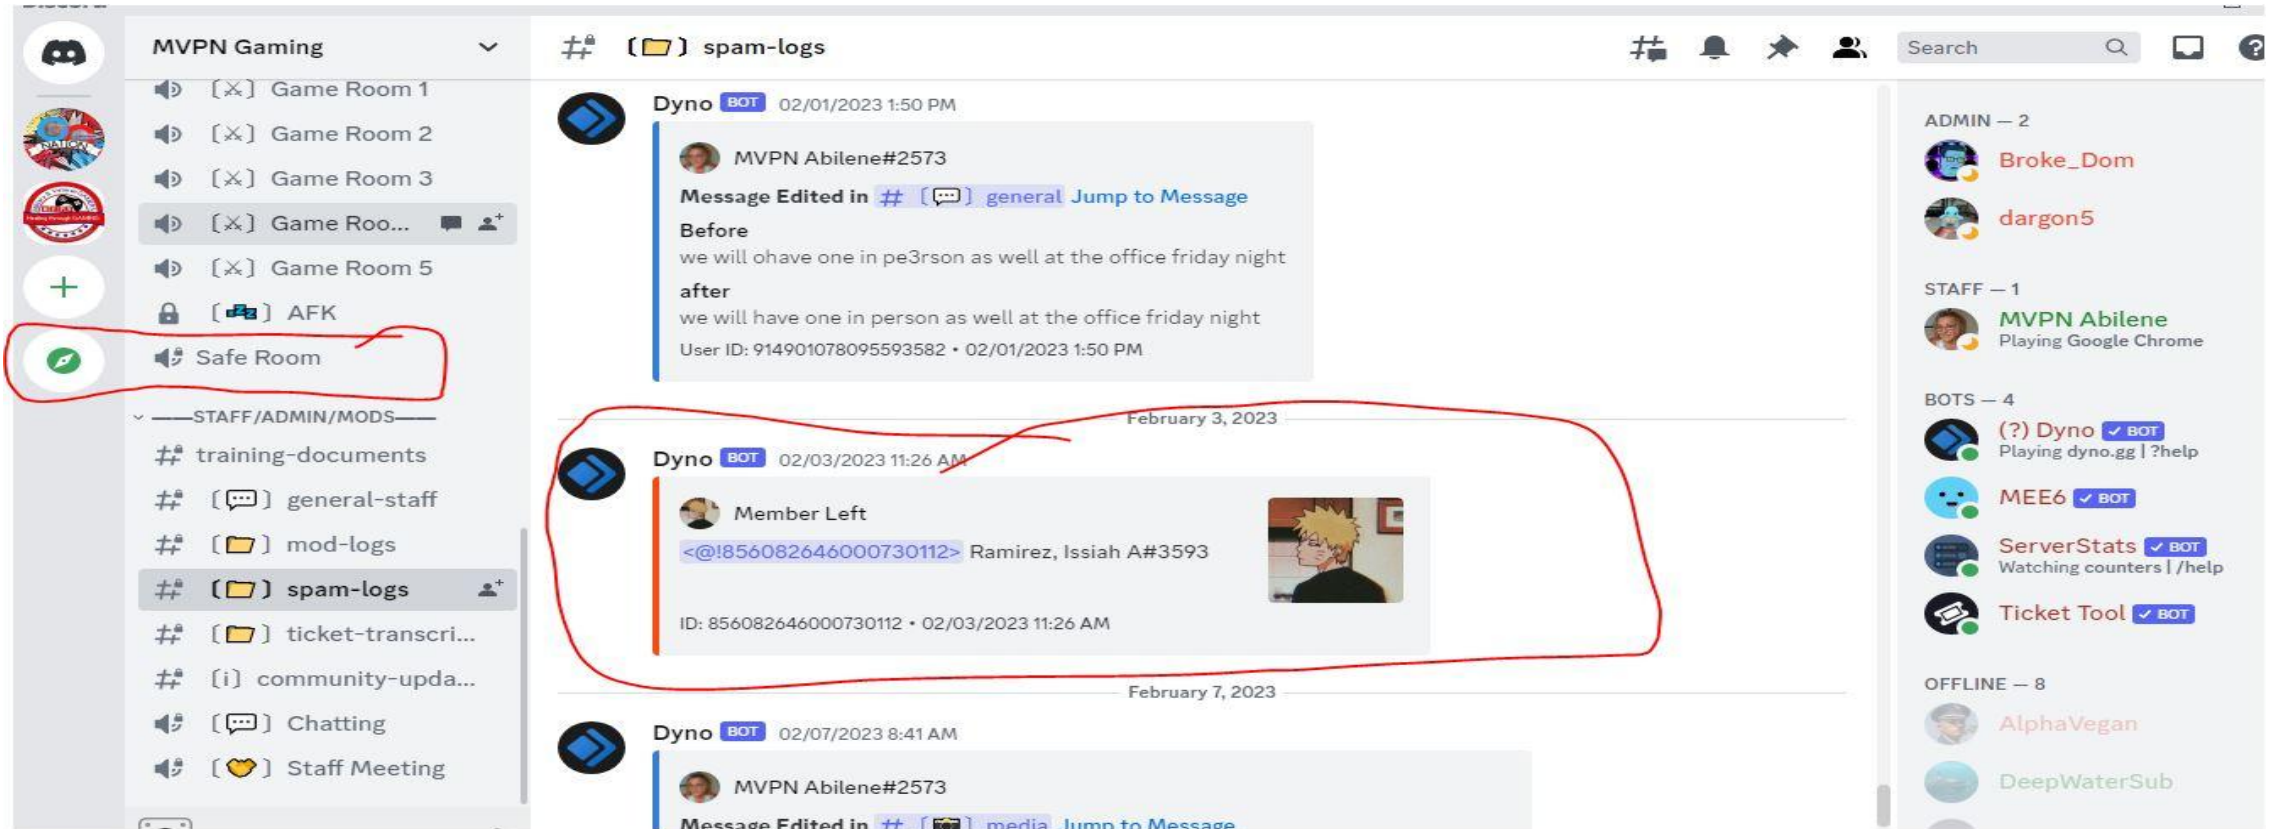 MVPN Gaming
[⚔] Game Room 1
[⚔] Game Room 2
[⚔] Game Room 3
[⚔] Game Roo...
[⚔] Game Room 5
[💤] AFK
Safe Room
——STAFF/ADMIN/MODS——
training-documents
[💬] general-staff
[📁] mod-logs
[📁] spam-logs
[📁] ticket-transcri...
[i] community-upda...
[💬] Chatting
[🤝] Staff Meeting
[📁] spam-logs
Search
Dyno BOT 02/01/2023 1:50 PM
MVPN Abilene#2573
Message Edited in # [💬] general Jump to Message
Before
we will ohave one in pe3rson as well at the office friday night
after
we will have one in person as well at the office friday night
User ID: 914901078095593582 • 02/01/2023 1:50 PM
February 3, 2023
Dyno BOT 02/03/2023 11:26 AM
Member Left
<@!856082646000730112> Ramirez, Issiah A#3593
ID: 856082646000730112 • 02/03/2023 11:26 AM
February 7, 2023
Dyno BOT 02/07/2023 8:41 AM
MVPN Abilene#2573
Message Edited in # [📷] media Jump to Message
ADMIN — 2
Broke_Dom
dargon5
STAFF — 1
MVPN Abilene
Playing Google Chrome
BOTS — 4
(?) Dyno ✓ BOT
Playing dyno.gg | ?help
MEE6 ✓ BOT
ServerStats ✓ BOT
Watching counters | /help
Ticket Tool ✓ BOT
OFFLINE — 8
AlphaVegan
DeepWaterSub